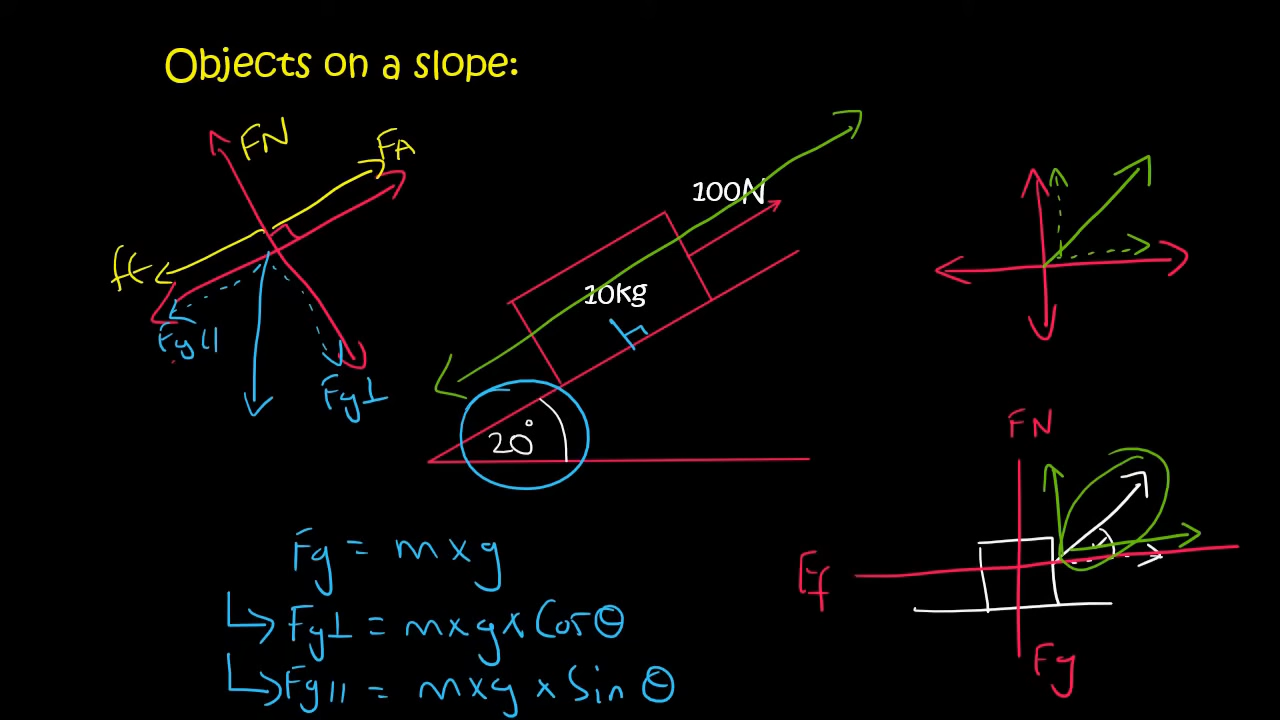 Objects on a slope:
FN
FA
Ff
Fg||
Fg⊥
100N
10kg
20°
FN
Ff
Fg
Fg = m x g
Fg⊥ = m x g x Cos θ
Fg|| = m x g x Sin θ